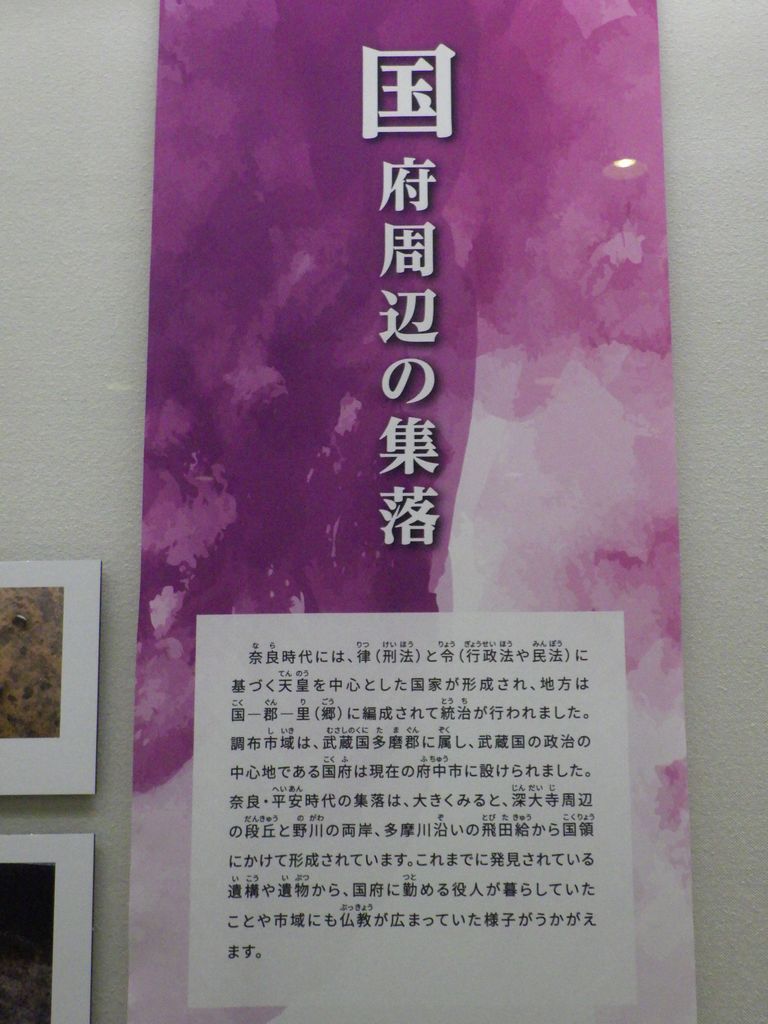 国府周辺の集落
奈良時代には、律(刑法)と令(行政法や民法)に
基づく天皇を中心とした国家が形成され、地方は
国―郡―里(郷)に編成されて統治が行われました。
調布市域は、武蔵国多磨郡に属し、武蔵国の政治の
中心地である国府は現在の府中市に設けられました。
奈良・平安時代の集落は、大きくみると、深大寺周辺
の段丘と野川の両岸、多摩川沿いの飛田給から国領
にかけて形成されています。これまでに発見されている
遺構や遺物から、国府に勤める役人が暮らしていた
ことや市域にも仏教が広まっていた様子がうかがえ
ます。